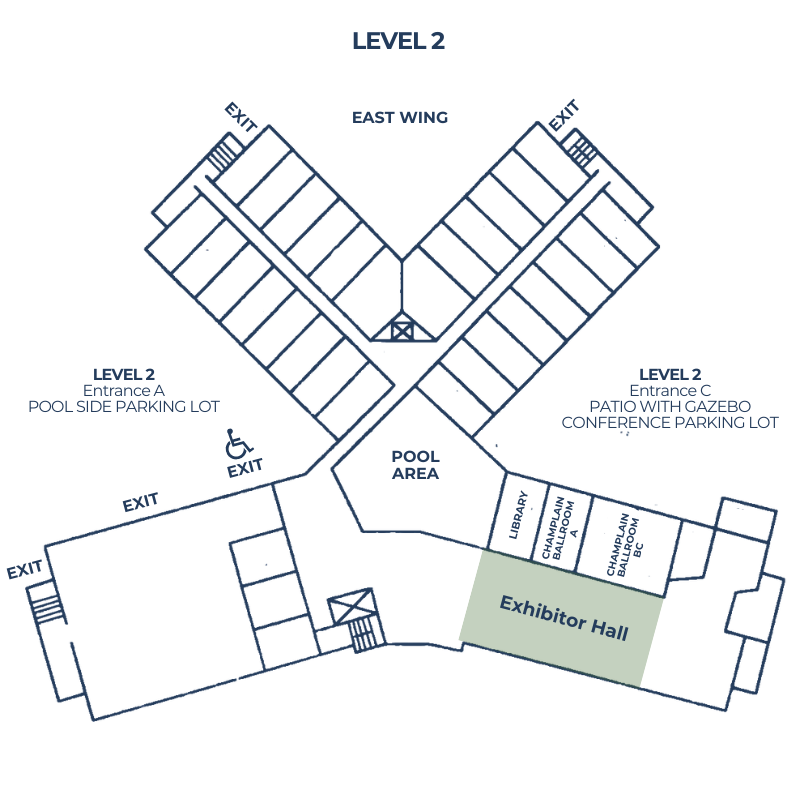 LEVEL 2
EXIT
EAST WING
EXIT
LEVEL 2
Entrance A
POOL SIDE PARKING LOT
LEVEL 2
Entrance C
PATIO WITH GAZEBO
CONFERENCE PARKING LOT
EXIT
POOL
AREA
EXIT
EXIT
LIBRARY
CHAMPLAIN
BALLROOM
A
CHAMPLAIN
BALLROOM
BC
Exhibitor Hall